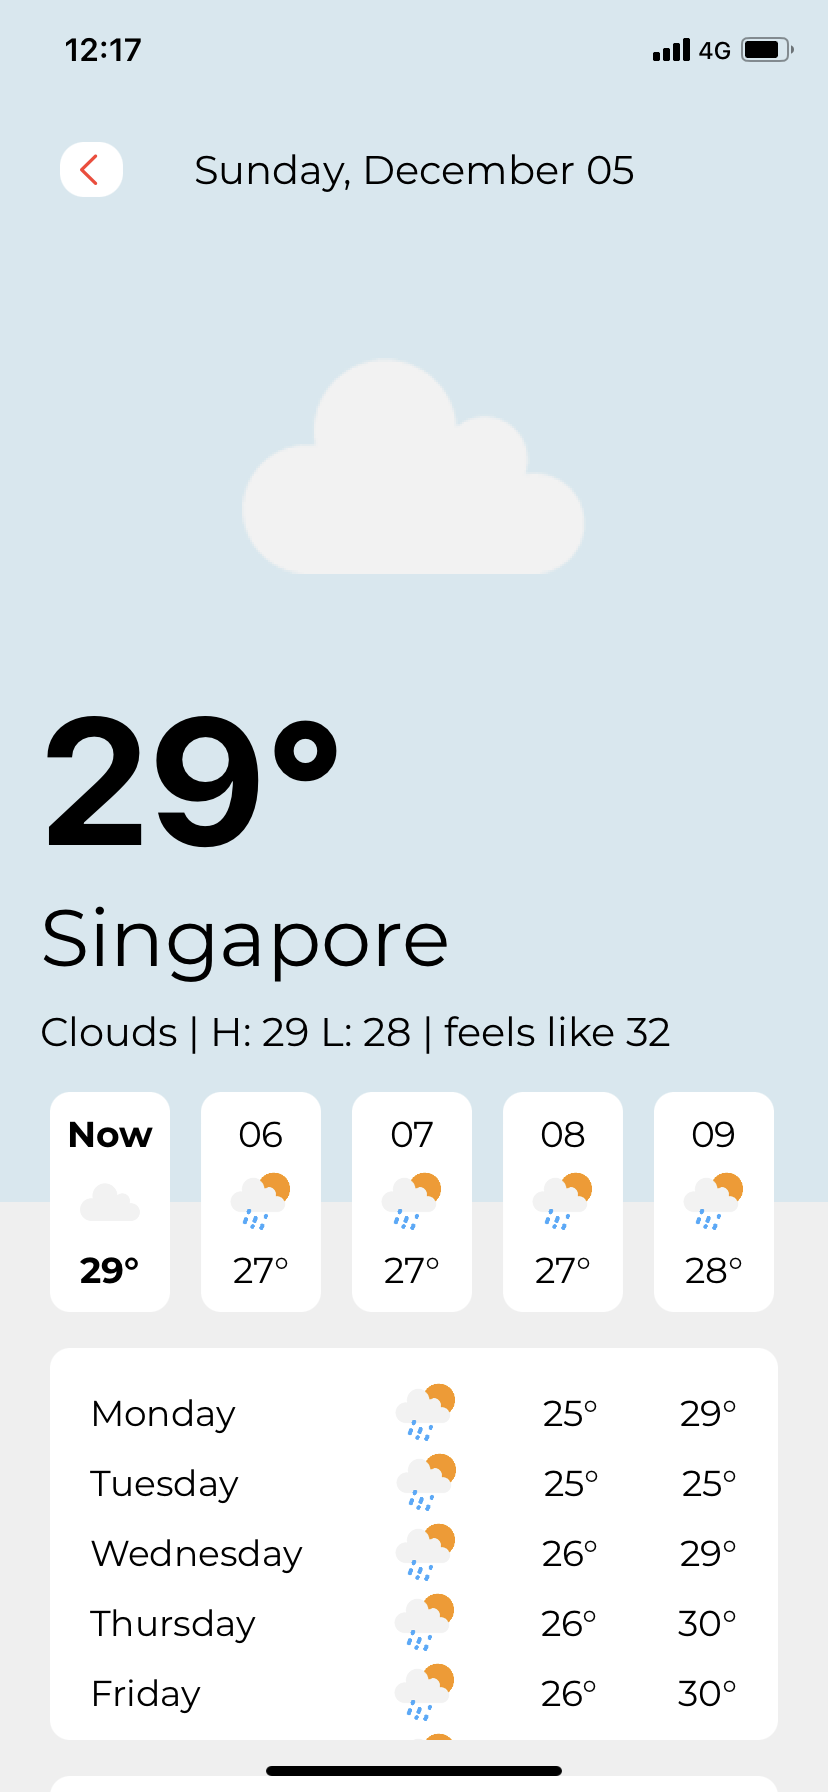 12:17 4G
Sunday, December 05
29°
Singapore
Clouds | H: 29 L: 28 | feels like 32
Now 06 07 08 09
29° 27° 27° 27° 28°
Monday 25° 29°
Tuesday 25° 25°
Wednesday 26° 29°
Thursday 26° 30°
Friday 26° 30°